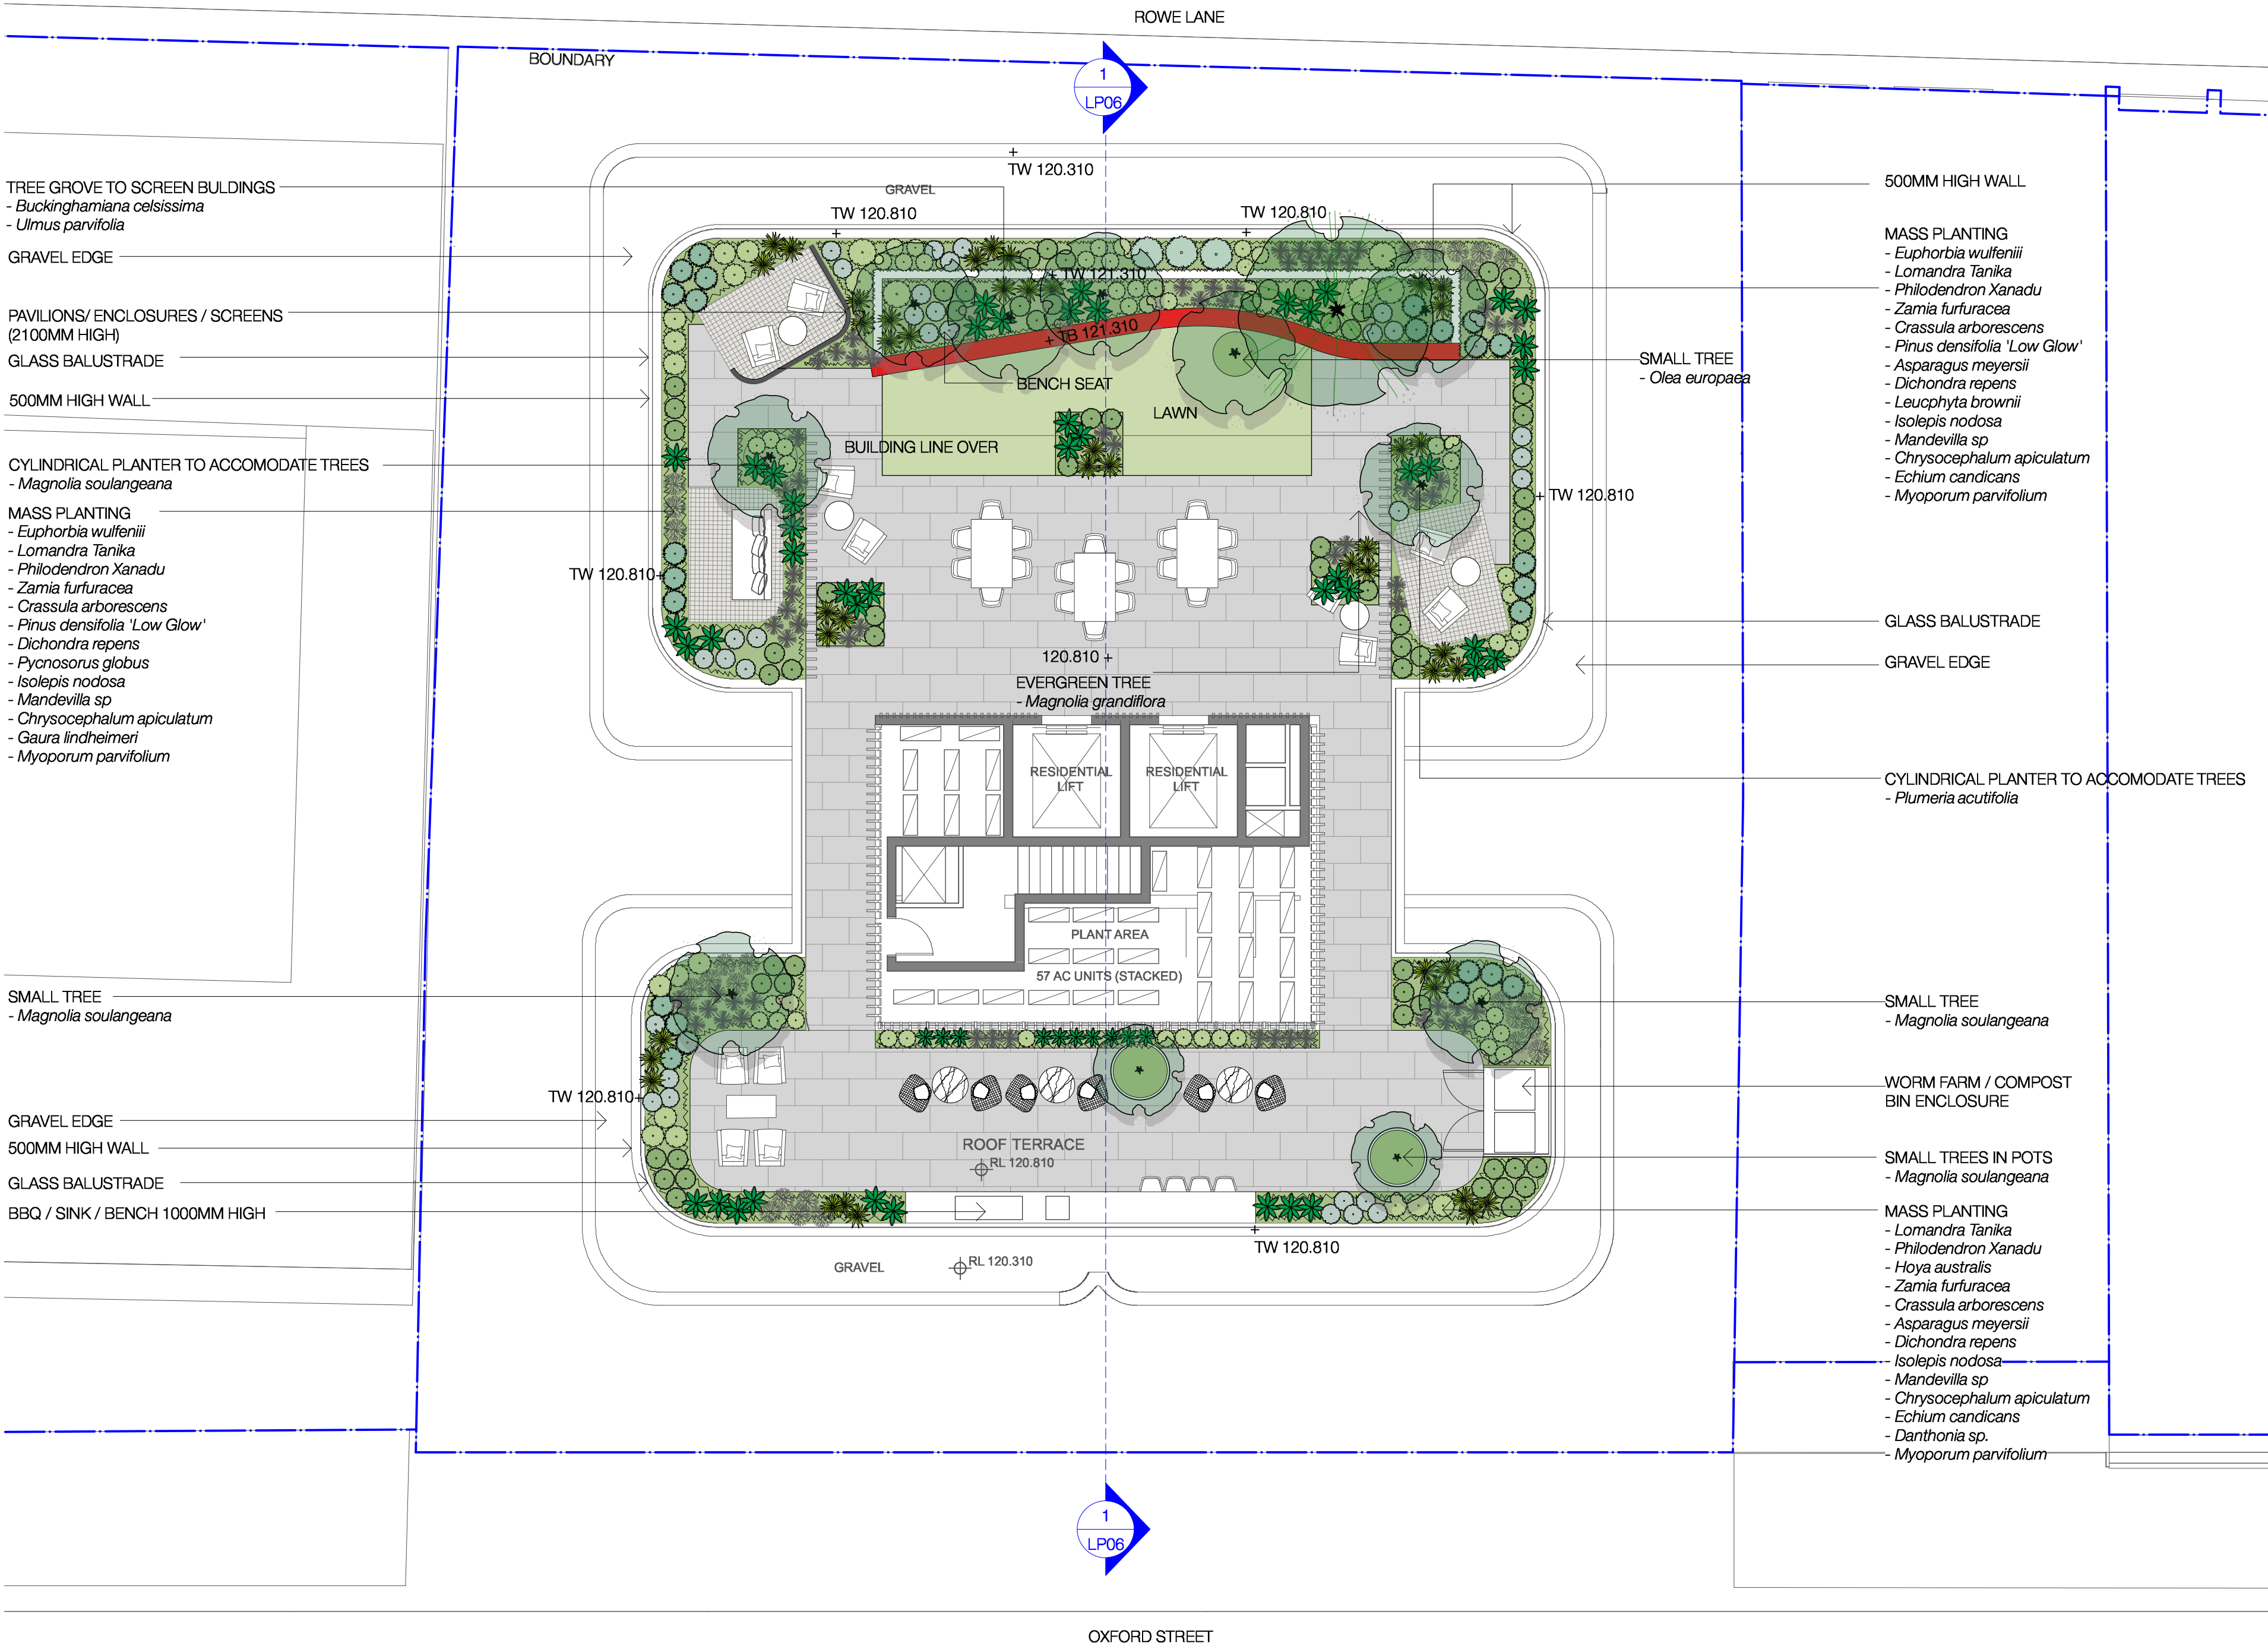 ROWE LANE
BOUNDARY
1
LP06
TW 120.310
GRAVEL
TW 120.810
TW 120.810
TREE GROVE TO SCREEN BULDINGS
- Buckinghamiana celsissima
- Ulmus parvifolia
GRAVEL EDGE
PAVILIONS/ ENCLOSURES / SCREENS
(2100MM HIGH)
GLASS BALUSTRADE
500MM HIGH WALL
CYLINDRICAL PLANTER TO ACCOMODATE TREES
- Magnolia soulangeana
MASS PLANTING
- Euphorbia wulfenii
- Lomandra Tanika
- Philodendron Xanadu
- Zamia furfuracea
- Crassula arborescens
- Pinus densifolia 'Low Glow'
- Dichondra repens
- Pycnosorus globus
- Isolepis nodosa
- Mandevilla sp
- Chrysocephalum apiculatum
- Gaura lindheimeri
- Myoporum parvifolium
SMALL TREE
- Magnolia soulangeana
GRAVEL EDGE
500MM HIGH WALL
GLASS BALUSTRADE
BBQ / SINK / BENCH 1000MM HIGH
+ TW 121.310
+ TB 121.310
BENCH SEAT
LAWN
BUILDING LINE OVER
SMALL TREE
- Olea europaea
TW 120.810+
+ TW 120.810
120.810 +
EVERGREEN TREE
- Magnolia grandiflora
RESIDENTIAL
LIFT
RESIDENTIAL
LIFT
PLANT AREA
57 AC UNITS (STACKED)
TW 120.810+
ROOF TERRACE
RL 120.810
TW 120.810
GRAVEL
RL 120.310
500MM HIGH WALL
MASS PLANTING
- Euphorbia wulfenii
- Lomandra Tanika
- Philodendron Xanadu
- Zamia furfuracea
- Crassula arborescens
- Pinus densifolia 'Low Glow'
- Asparagus meyersii
- Dichondra repens
- Leucphyta brownii
- Isolepis nodosa
- Mandevilla sp
- Chrysocephalum apiculatum
- Echium candicans
- Myoporum parvifolium
GLASS BALUSTRADE
GRAVEL EDGE
CYLINDRICAL PLANTER TO ACCOMODATE TREES
- Plumeria acutifolia
SMALL TREE
- Magnolia soulangeana
WORM FARM / COMPOST
BIN ENCLOSURE
SMALL TREES IN POTS
- Magnolia soulangeana
MASS PLANTING
- Lomandra Tanika
- Philodendron Xanadu
- Hoya australis
- Zamia furfuracea
- Crassula arborescens
- Asparagus meyersii
- Dichondra repens
- Isolepis nodosa
- Mandevilla sp
- Chrysocephalum apiculatum
- Echium candicans
- Danthonia sp.
- Myoporum parvifolium
1
LP06
OXFORD STREET